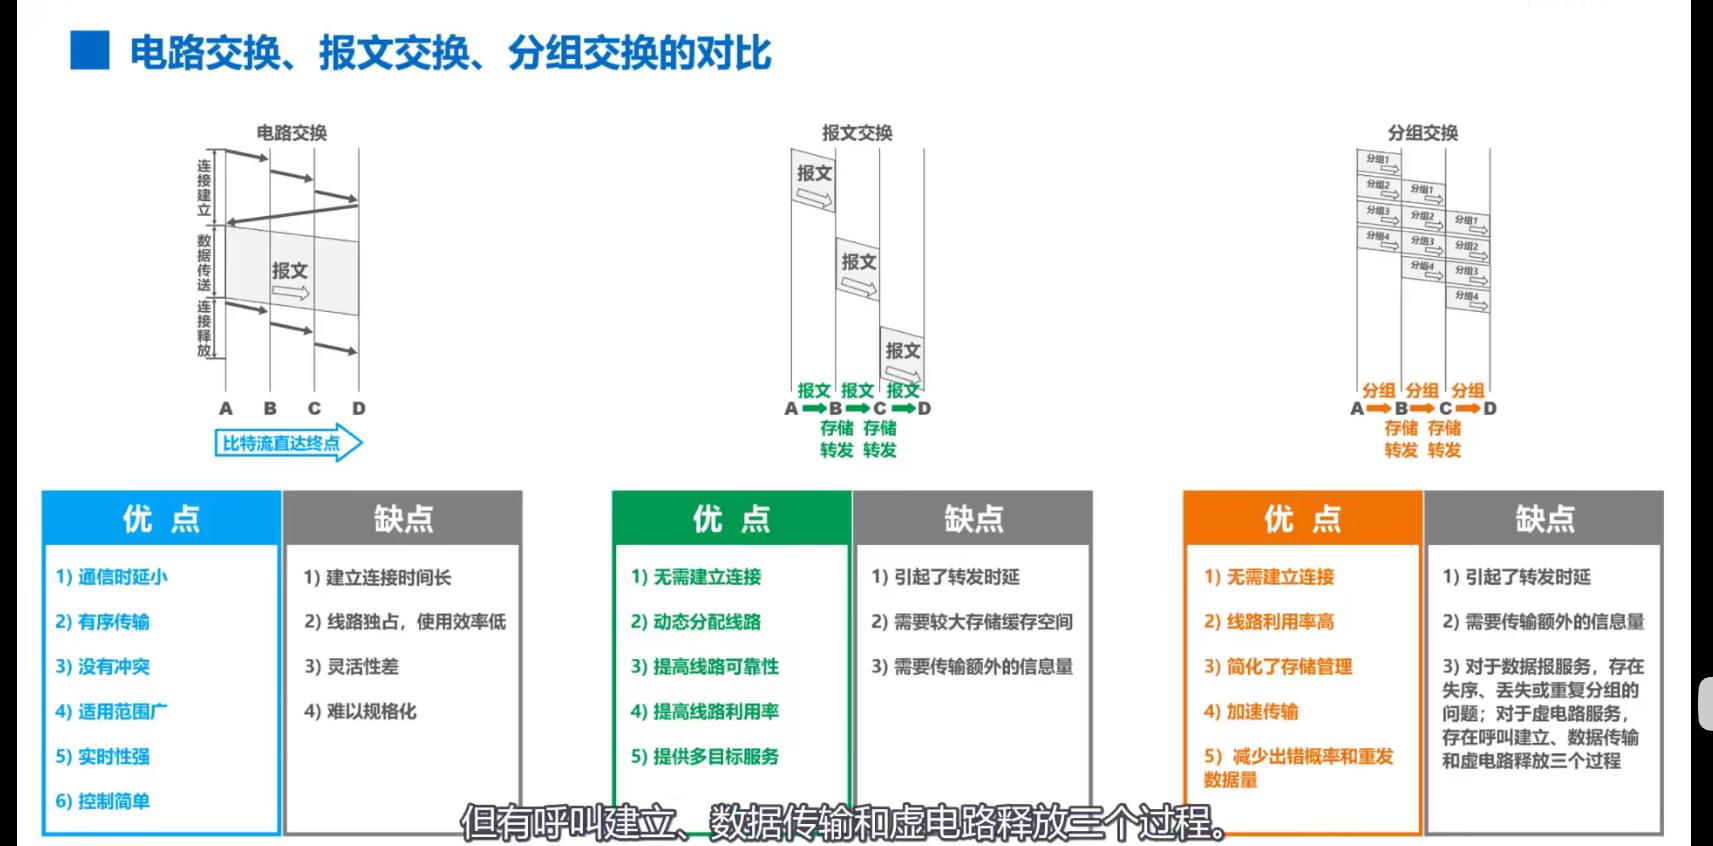 电路交换、报文交换、分组交换的对比
电路交换
连接建立
数据传送
连接释放
报文
A B C D
比特流直达终点
报文交换
报文
报文
报文
报文 报文 报文
A B C D
存储 存储
转发 转发
分组交换
分组1
分组2 分组1
分组3 分组2 分组1
分组4 分组3 分组2
分组4 分组3
分组4
分组 分组 分组
A B C D
存储 存储
转发 转发
优 点
1) 通信时延小
2) 有序传输
3) 没有冲突
4) 适用范围广
5) 实时性强
6) 控制简单
缺点
1) 建立连接时间长
2) 线路独占，使用效率低
3) 灵活性差
4) 难以规格化
优 点
1) 无需建立连接
2) 动态分配线路
3) 提高线路可靠性
4) 提高线路利用率
5) 提供多目标服务
缺点
1) 引起了转发时延
2) 需要较大存储缓存空间
3) 需要传输额外的信息量
优 点
1) 无需建立连接
2) 线路利用率高
3) 简化了存储管理
4) 加速传输
5) 减少出错概率和重发
数据量
缺点
1) 引起了转发时延
2) 需要传输额外的信息量
3) 对于数据报服务，存在
失序、丢失或重复分组的
问题；对于虚电路服务，
存在呼叫建立、数据传输
和虚电路释放三个过程
但有呼叫建立、数据传输和虚电路释放三个过程。